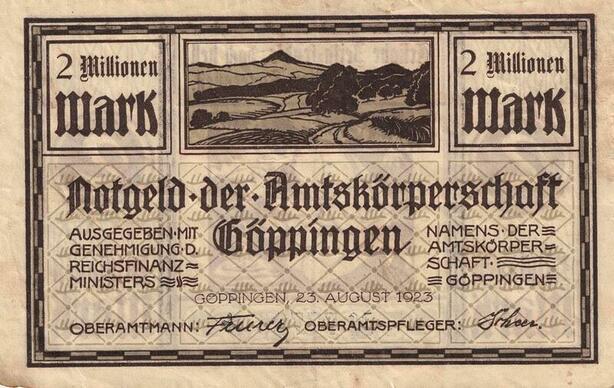 2 Millionen
Mark
2 Millionen
Mark
Notgeld·der·Amtskörperschaft
Göppingen
AUSGEGEBEN·MIT
GENEHMIGUNG D.
REICHSFINANZ=
MINISTERS
NAMENS·DER
AMTSKÖRPER=
SCHAFT·
GÖPPINGEN
GÖPPINGEN, 23. AUGUST 1923
OBERAMTMANN: OBERAMTSPFLEGER: